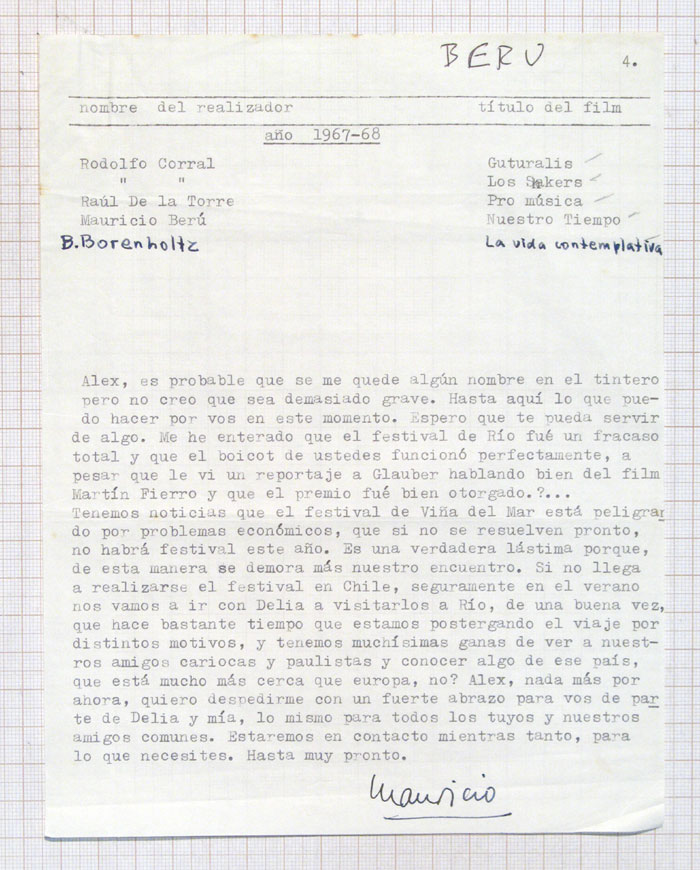 BERU 4.
nombre del realizador título del film
año 1967-68
Rodolfo Corral Guturalis
" " Los Shakers
Raúl De la Torre Pro música
Mauricio Berú Nuestro Tiempo
B. Borenholtz La vida contemplativa
Alex, es probable que se me quede algún nombre en el tintero
pero no creo que sea demasiado grave. Hasta aquí lo que pue-
do hacer por vos en este momento. Espero que te pueda servir
de algo. Me he enterado que el festival de Río fué un fracaso
total y que el boicot de ustedes funcionó perfectamente, a
pesar que le vi un reportaje a Glauber hablando bien del film
Martín Fierro y que el premio fué bien otorgado.?...
Tenemos noticias que el festival de Viña del Mar está peligran
do por problemas económicos, que si no se resuelven pronto,
no habrá festival este año. Es una verdadera lástima porque,
de esta manera se demora más nuestro encuentro. Si no llega
a realizarse el festival en Chile, seguramente en el verano
nos vamos a ir con Delia a visitarlos a Río, de una buena vez,
que hace bastante tiempo que estamos postergando el viaje por
distintos motivos, y tenemos muchísimas ganas de ver a nuest-
ros amigos cariocas y paulistas y conocer algo de ese país,
que está mucho más cerca que europa, no? Alex, nada más por
ahora, quiero despedirme con un fuerte abrazo para vos de par
te de Delia y mía, lo mismo para todos los tuyos y nuestros
amigos comunes. Estaremos en contacto mientras tanto, para
lo que necesites. Hasta muy pronto.
Mauricio